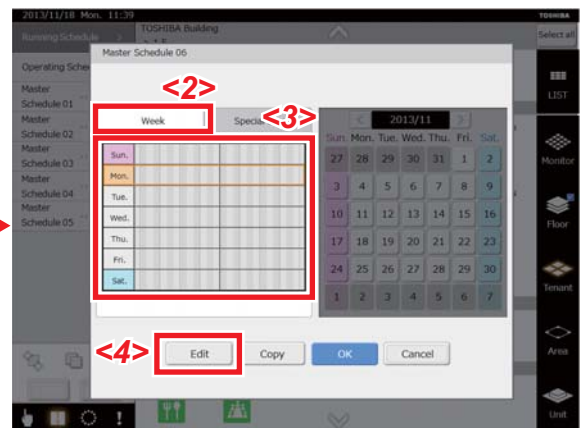 2013/11/18 Mon. 11:39
TOSHIBA
Running Schedule >
TOSHIBA Building
Select all
Master Schedule 06
Operating Sche
<2>
LIST
Master
Schedule 01
Master
Schedule 02
Master
Schedule 03
Master
Schedule 04
Master
Schedule 05
Week
Special
<3>
< 2013/11 >
Sun. Mon. Tue. Wed. Thu. Fri. Sat.
27 28 29 30 31 1 2
3 4 5 6 7 8 9
10 11 12 13 14 15 16
17 18 19 20 21 22 23
24 25 26 27 28 29 30
1 2 3 4 5 6 7
Sun.
Mon.
Tue.
Wed.
Thu.
Fri.
Sat.
Monitor
Floor
Tenant
<4>
Edit
Copy
OK
Cancel
Area
Unit